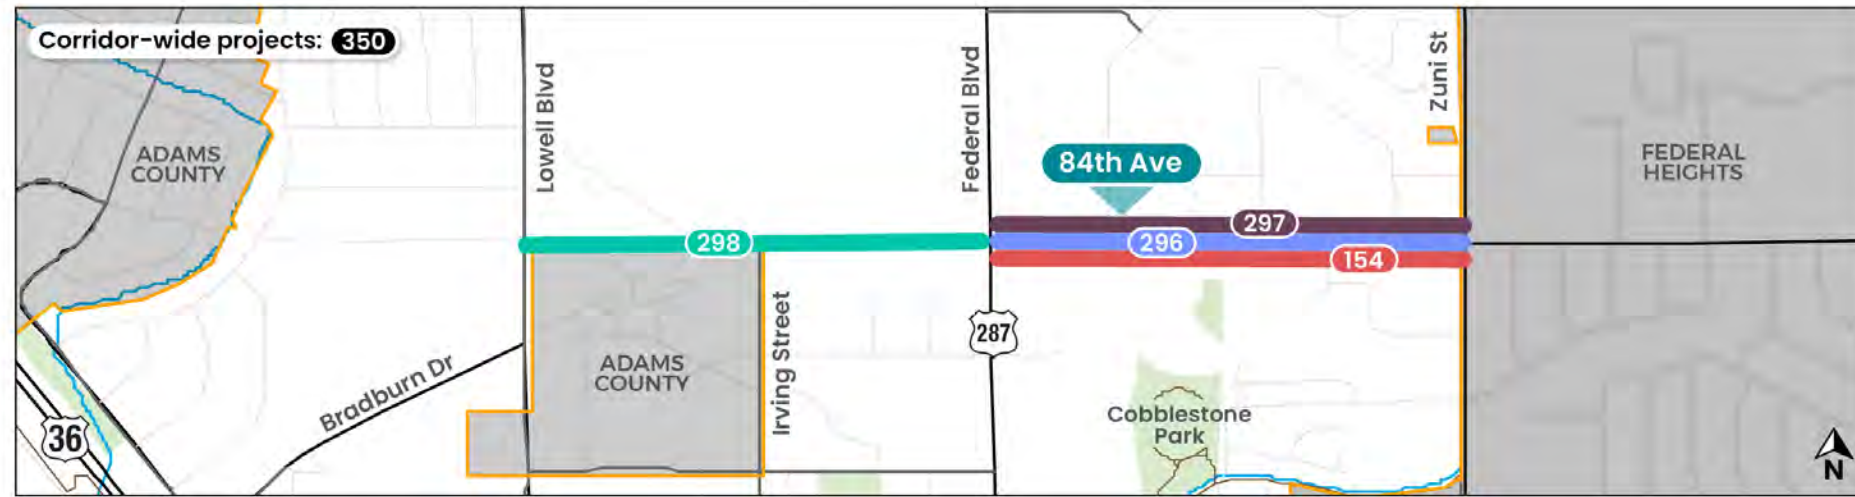 Corridor-wide projects: 350
ADAMS
COUNTY
Lowell Blvd
Federal Blvd
Zuni St
84th Ave
FEDERAL
HEIGHTS
298
297
296
154
Irving Street
287
ADAMS
COUNTY
Bradburn Dr
36
Cobblestone
Park
N